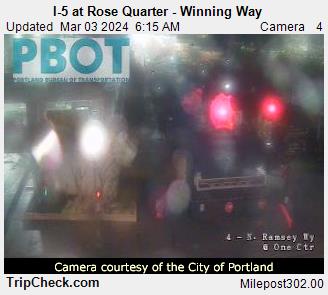 I-5 at Rose Quarter - Winning Way
Updated Mar 03 2024 6:15 AM Camera 4
PBOT
PORTLAND BUREAU OF TRANSPORTATION
4 - N. Ramsey Wy
@ One Ctr
Camera courtesy of the City of Portland
TripCheck.com Milepost302.00